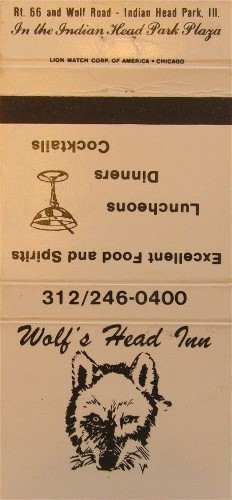 Rt. 66 and Wolf Road - Indian Head Park, Ill.
In the Indian Head Park Plaza
LION MATCH CORP. OF AMERICA • CHICAGO
Excellent Food and Spirits
Luncheons
Dinners
Cocktails
312/246-0400
Wolf's Head Inn